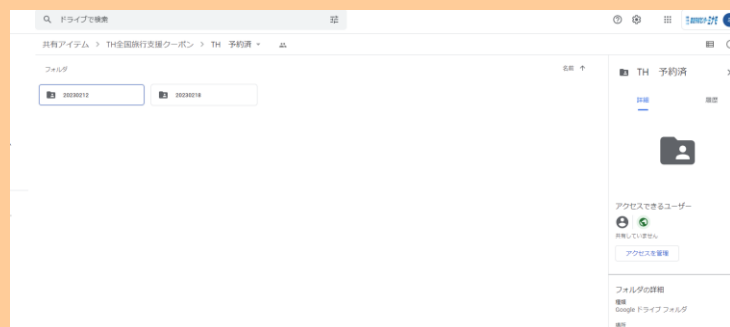 ドライブで検索
共有アイテム > TH全国旅行支援クーポン > TH 予約済
フォルダ
名前 ↑
20230212
20230218
TH 予約済
詳細
履歴
アクセスできるユーザー
共有していません
アクセスを管理
フォルダの詳細
種類
Google ドライブ フォルダ
場所